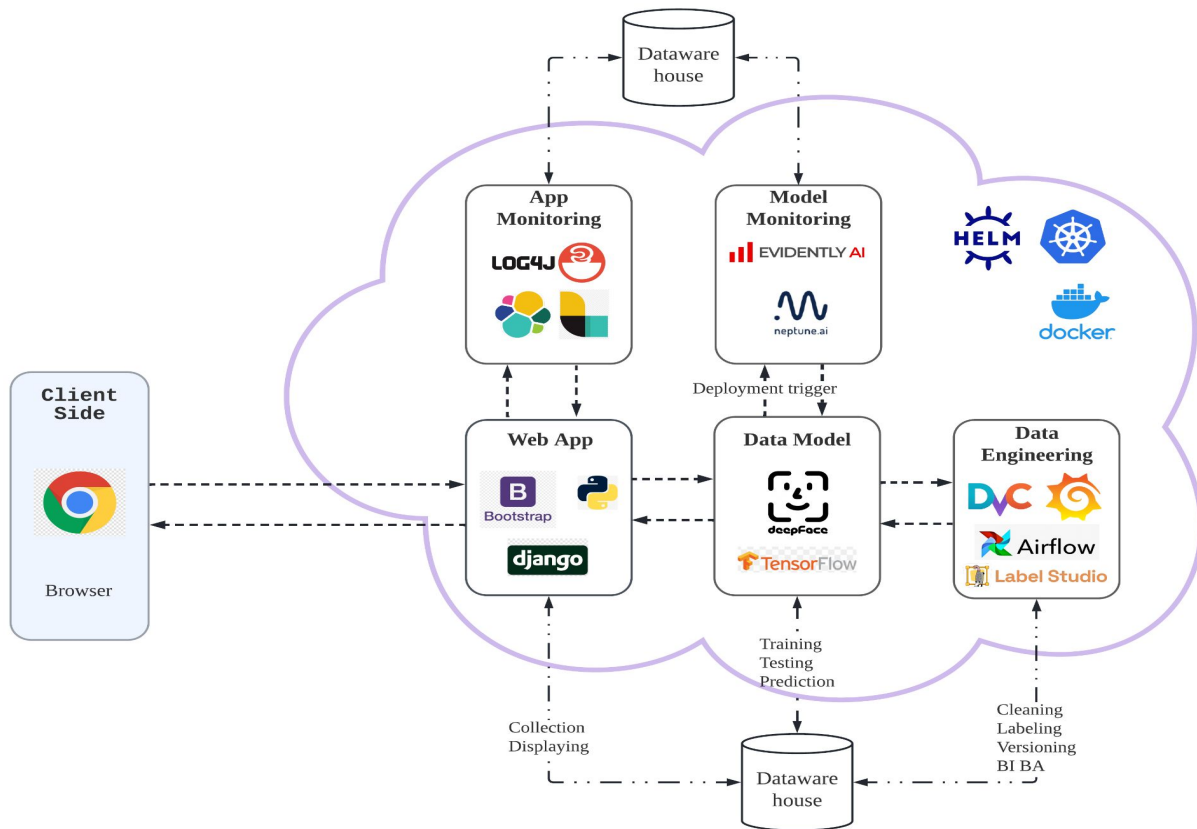 Dataware
house
App
Monitoring
LOG4J
Model
Monitoring
EVIDENTLY AI
neptune.ai
HELM
docker
Deployment trigger
Client
Side
Browser
Web App
B
Bootstrap
django
Data Model
deepFace
TensorFlow
Data
Engineering
DVC
Airflow
Label Studio
Training
Testing
Prediction
Collection
Displaying
Cleaning
Labeling
Versioning
BI BA
Dataware
house